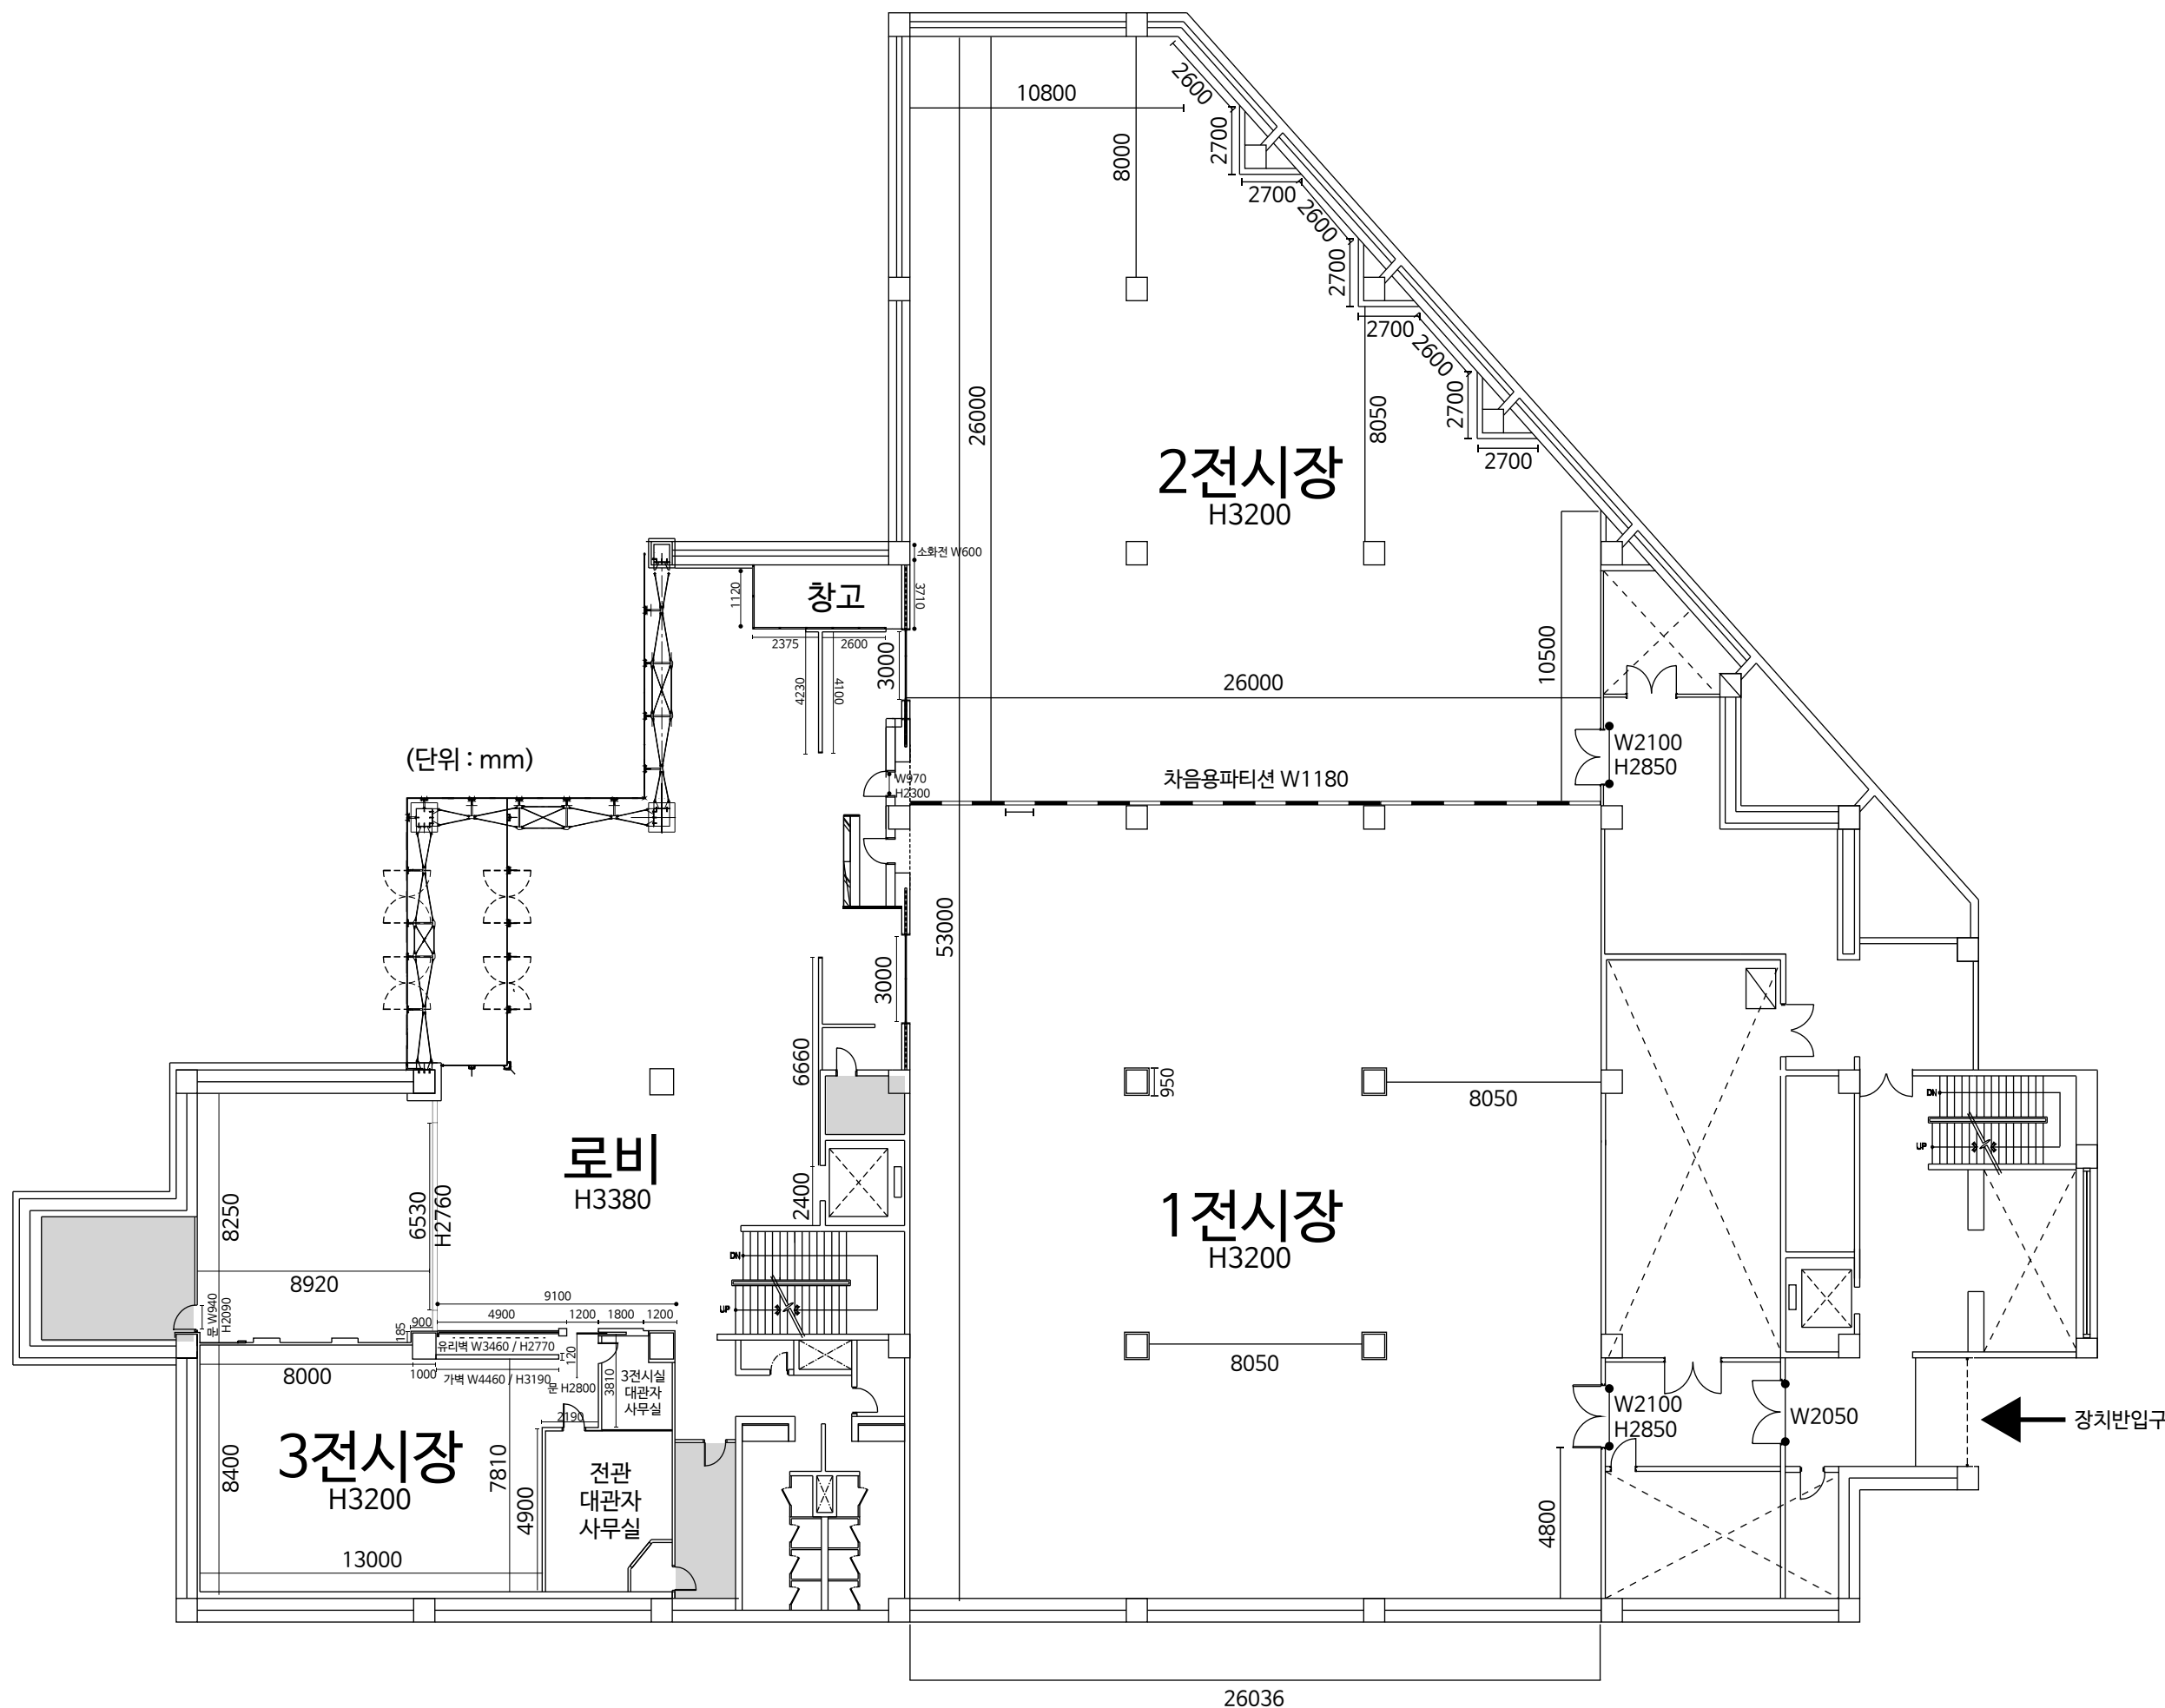 2600
10800
2700
8000
2700
2600
2700
2700
2600
2700
8050
26000
2700
2전시장
H3200
소화전 W600
1120
창고
3710
2375
2600
3000
4230
4100
10500
26000
(단위 : mm)
W2100
H2850
차음용파티션 W1180
W970
H2300
53000
3000
6660
950
8050
DN
UP
로비
H3380
1전시장
H3200
8250
6530
H2760
2400
8920
DN
UP
9100
문 W940
H2090
4900
1200
1800
1200
900
185
유리벽 W3460 / H2770
120
8050
8000
1000
가벽 W4460 / H3190
문 H2800
3810
3전시실
대관자
사무실
2190
W2100
H2850
W2050
장치반입구
3전시장
H3200
8400
7810
4900
전관
대관자
사무실
4800
13000
26036